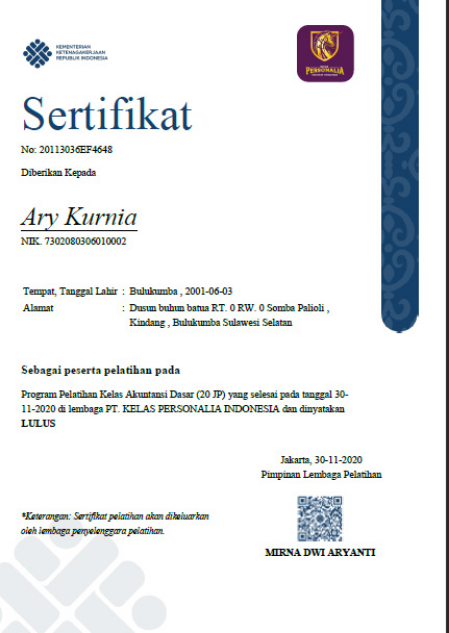 KEMENTERIAN
KETENAGAKERJAAN
REPUBLIK INDONESIA
PERSONALIA
Sertifikat
No: 20113036EF4648
Diberikan Kepada
Ary Kurnia
NIK. 7302080306010002
Tempat, Tanggal Lahir : Bulukumba , 2001-06-03
Alamat : Dusun buhun batua RT. 0 RW. 0 Somba Palioli ,
Kindang , Bulukumba Sulawesi Selatan
Sebagai peserta pelatihan pada
Program Pelatihan Kelas Akuntansi Dasar (20 JP) yang selesai pada tanggal 30-
11-2020 di lembaga PT. KELAS PERSONALIA INDONESIA dan dinyatakan
LULUS
Jakarta, 30-11-2020
Pimpinan Lembaga Pelatihan
*Keterangan: Sertifikat pelatihan akan dikeluarkan
oleh lembaga penyelenggara pelatihan.
MIRNA DWI ARYANTI